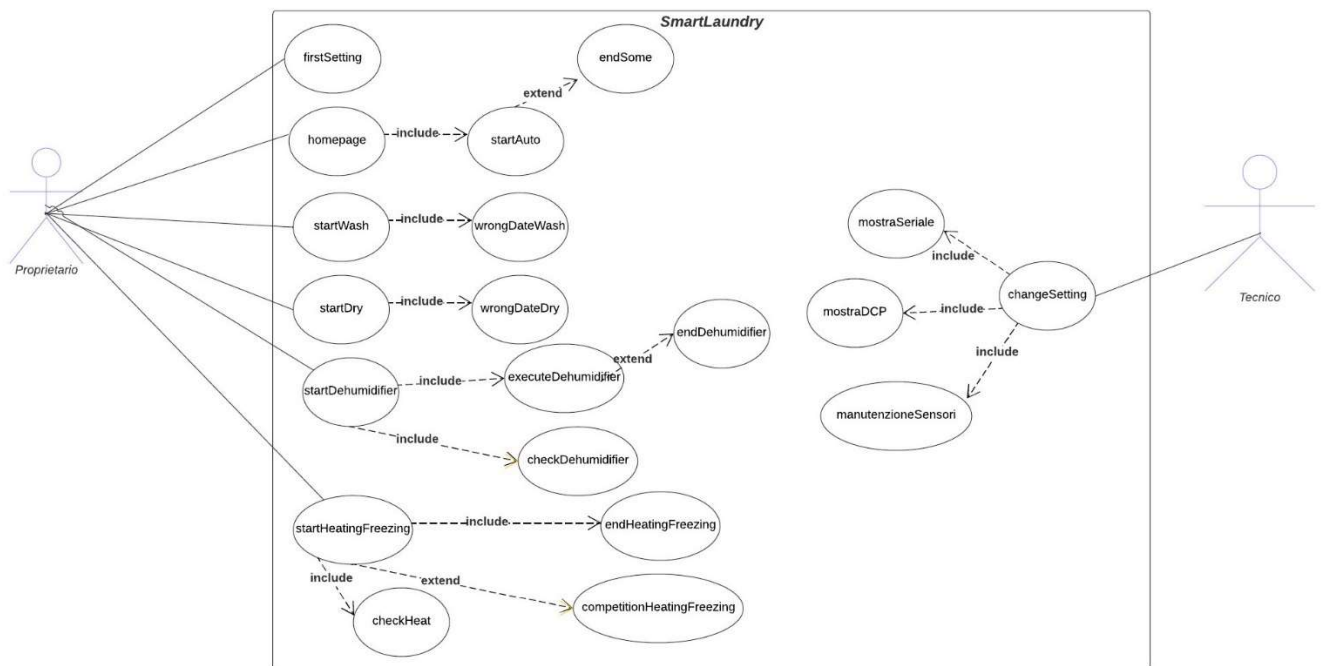 SmartLaundry
firstSetting
endSome
extend
homepage
include
startAuto
startWash
include
wrongDateWash
mostraSeriale
include
Proprietario
startDry
include
wrongDateDry
changeSetting
Tecnico
mostraDCP
include
endDehumidifier
extend
include
startDehumidifier
include
executeDehumidifier
manutenzioneSensori
include
checkDehumidifier
startHeatingFreezing
include
endHeatingFreezing
include
extend
competitionHeatingFreezing
checkHeat